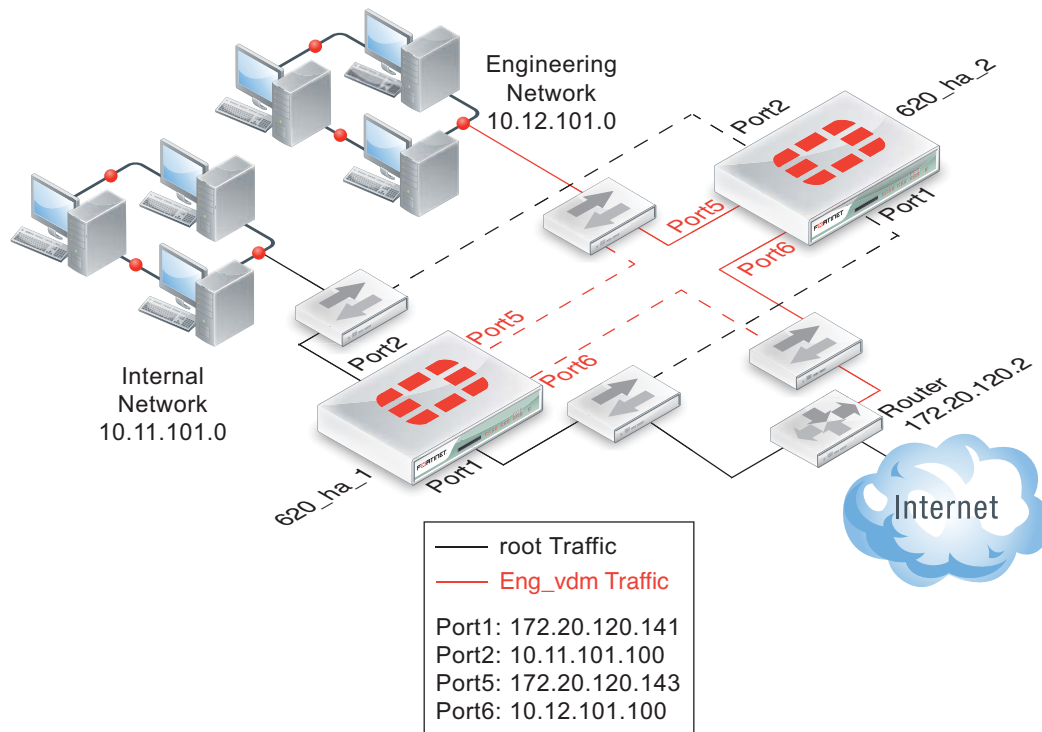 Engineering
Network
10.12.101.0
Port2
620_ha_2
Port5
Port1
FORTINET
Port6
Port5
Port2
Port6
Internal
Network
10.11.101.0
Router
172.20.120.2
FORTINET
Port1
620_ha_1
Internet
root Traffic
Eng_vdm Traffic
Port1: 172.20.120.141
Port2: 10.11.101.100
Port5: 172.20.120.143
Port6: 10.12.101.100